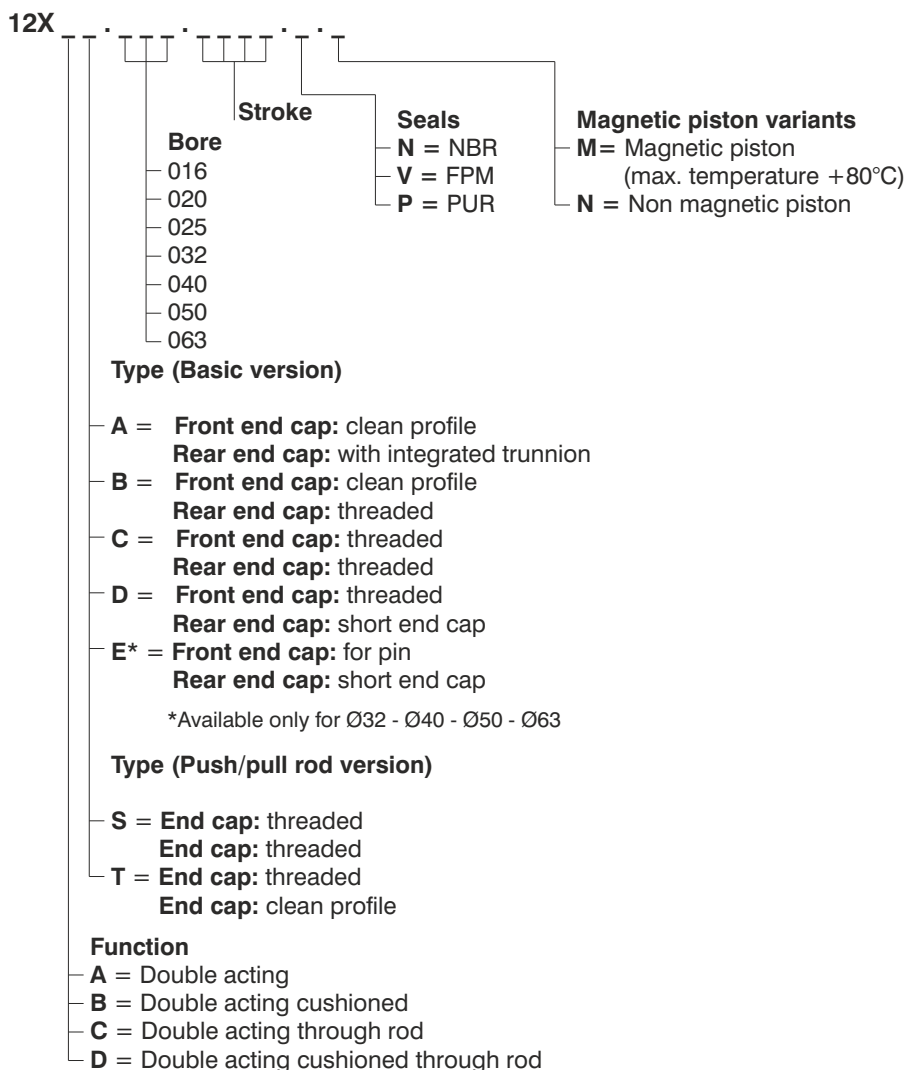 12X _ _ . _ _ _ . _ _ _ _ . _ . _
Stroke
Bore
016
020
025
032
040
050
063
Seals
N = NBR
V = FPM
P = PUR
Magnetic piston variants
M= Magnetic piston
(max. temperature +80°C)
N = Non magnetic piston
Type (Basic version)
A = Front end cap: clean profile
Rear end cap: with integrated trunnion
B = Front end cap: clean profile
Rear end cap: threaded
C = Front end cap: threaded
Rear end cap: threaded
D = Front end cap: threaded
Rear end cap: short end cap
E* = Front end cap: for pin
Rear end cap: short end cap
*Available only for Ø32 - Ø40 - Ø50 - Ø63
Type (Push/pull rod version)
S = End cap: threaded
End cap: threaded
T = End cap: threaded
End cap: clean profile
Function
A = Double acting
B = Double acting cushioned
C = Double acting through rod
D = Double acting cushioned through rod